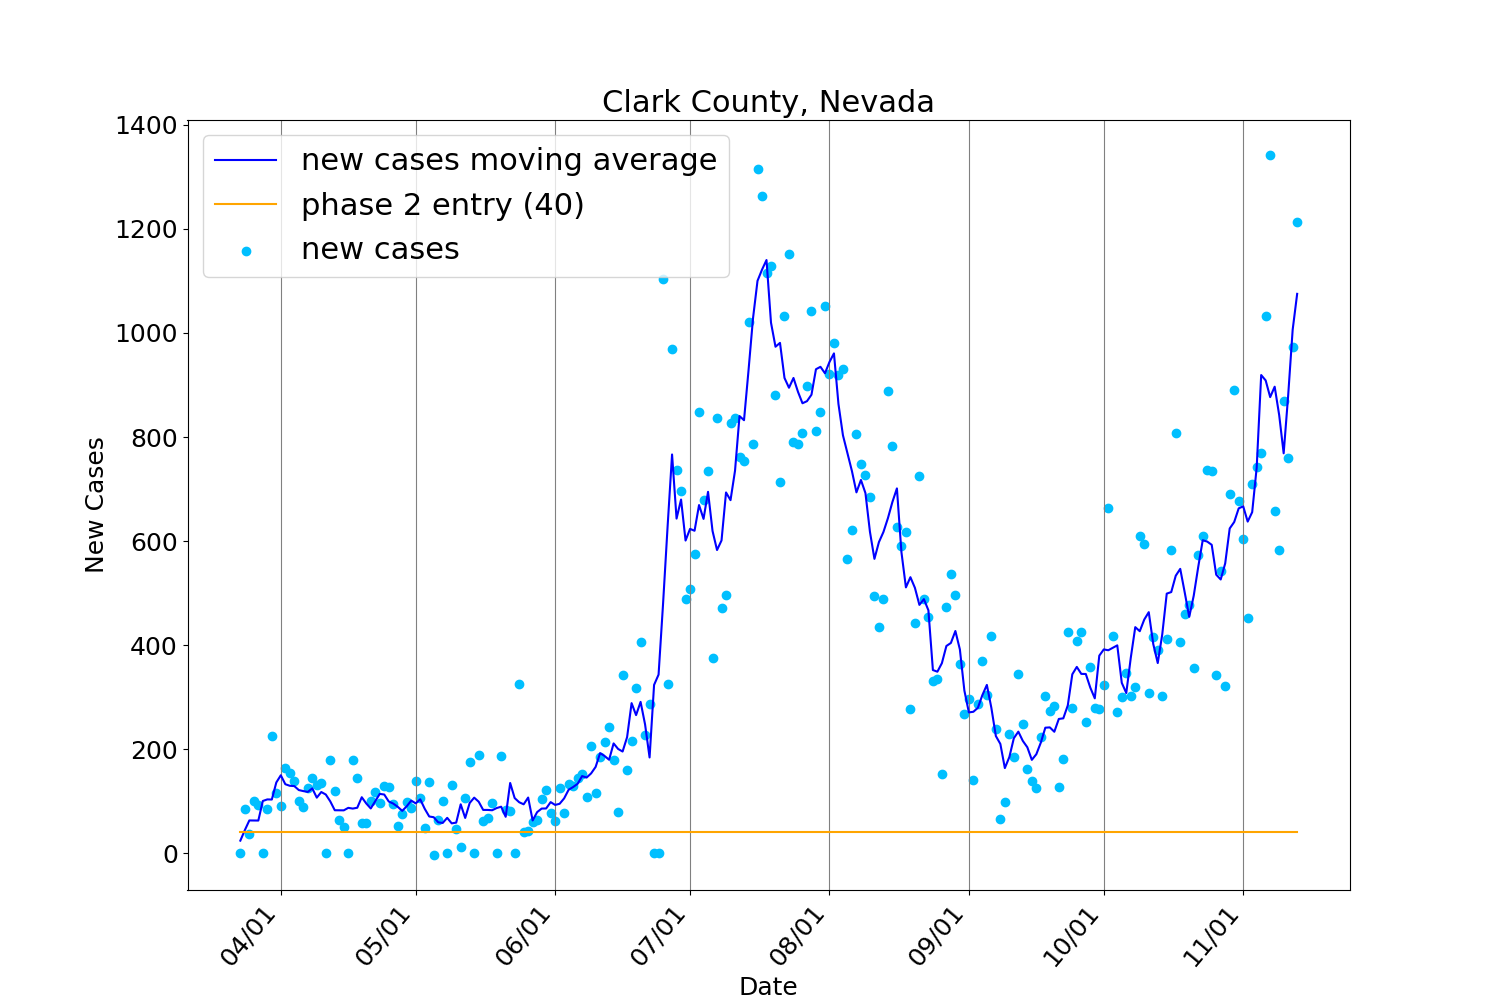 Clark County, Nevada
new cases moving average
phase 2 entry (40)
new cases
New Cases
1400
1200
1000
800
600
400
200
0
04/01
05/01
06/01
07/01
08/01
09/01
10/01
11/01
Date